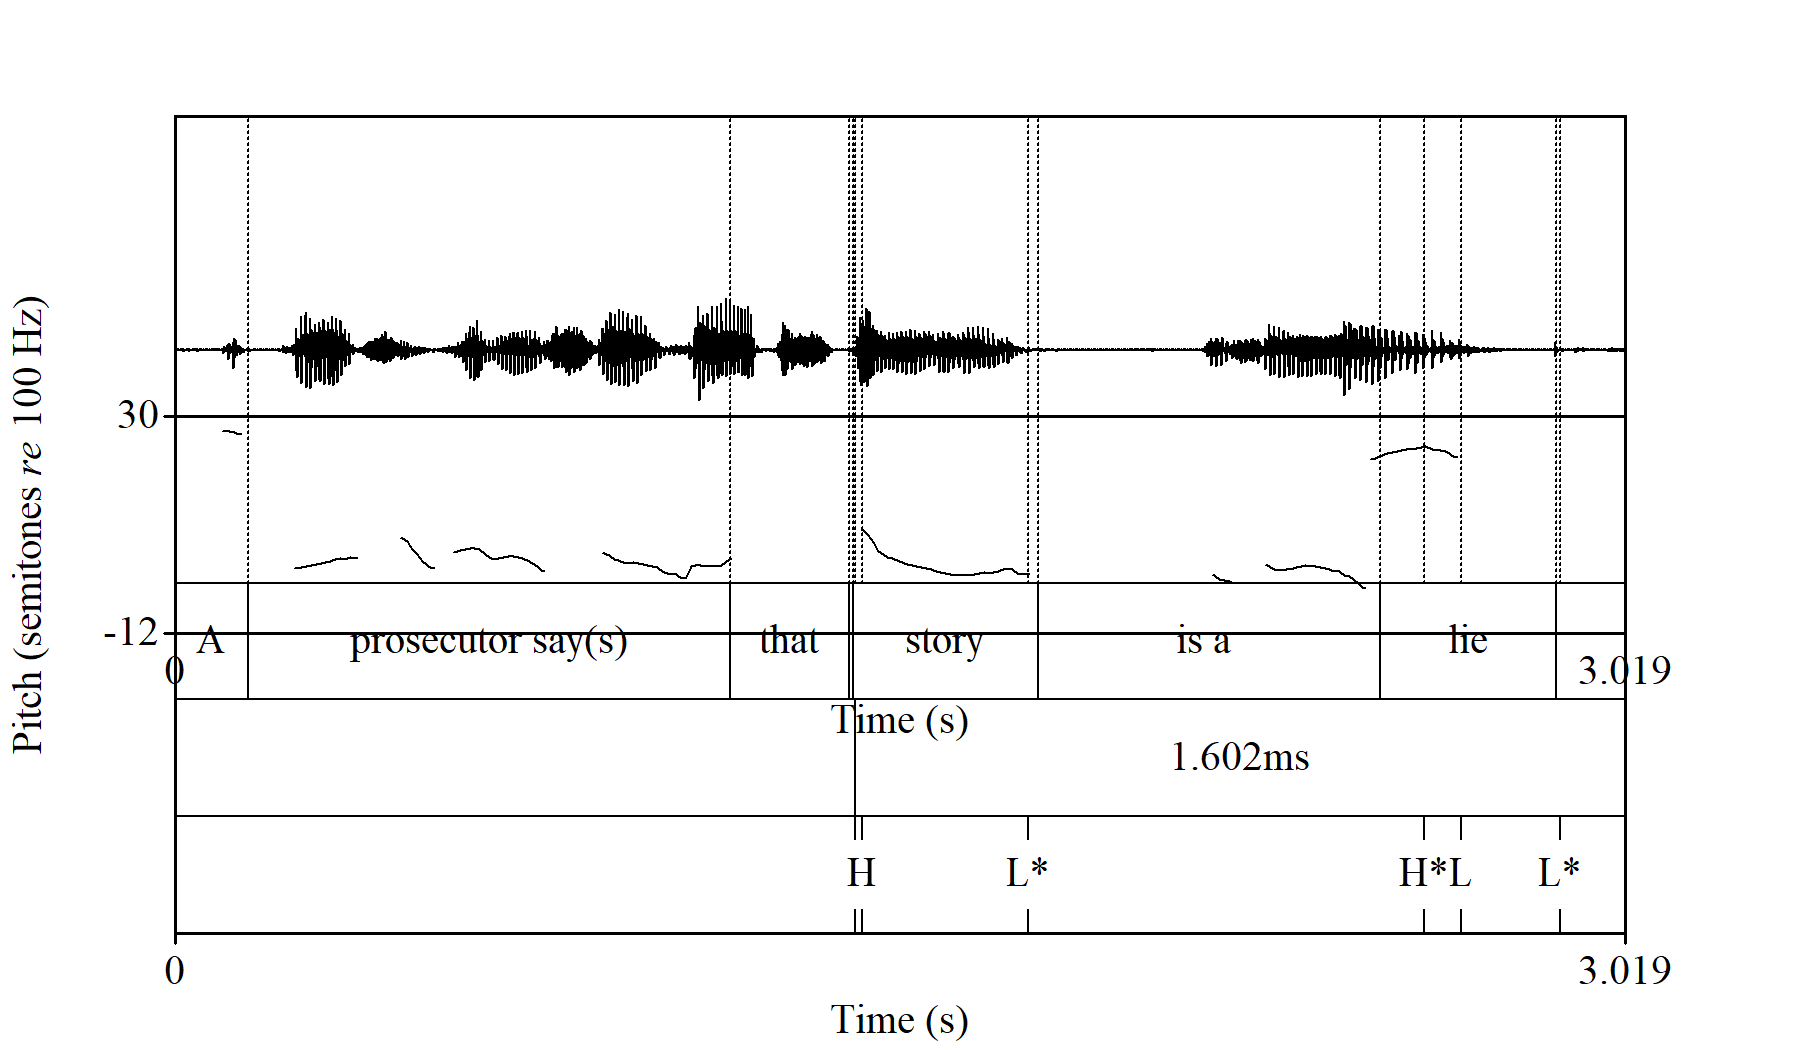 Pitch (semitones re 100 Hz)
30
-12
A prosecutor say(s) that story is a lie
0 3.019
Time (s)
1.602ms
H L* H* L L*
0 3.019
Time (s)